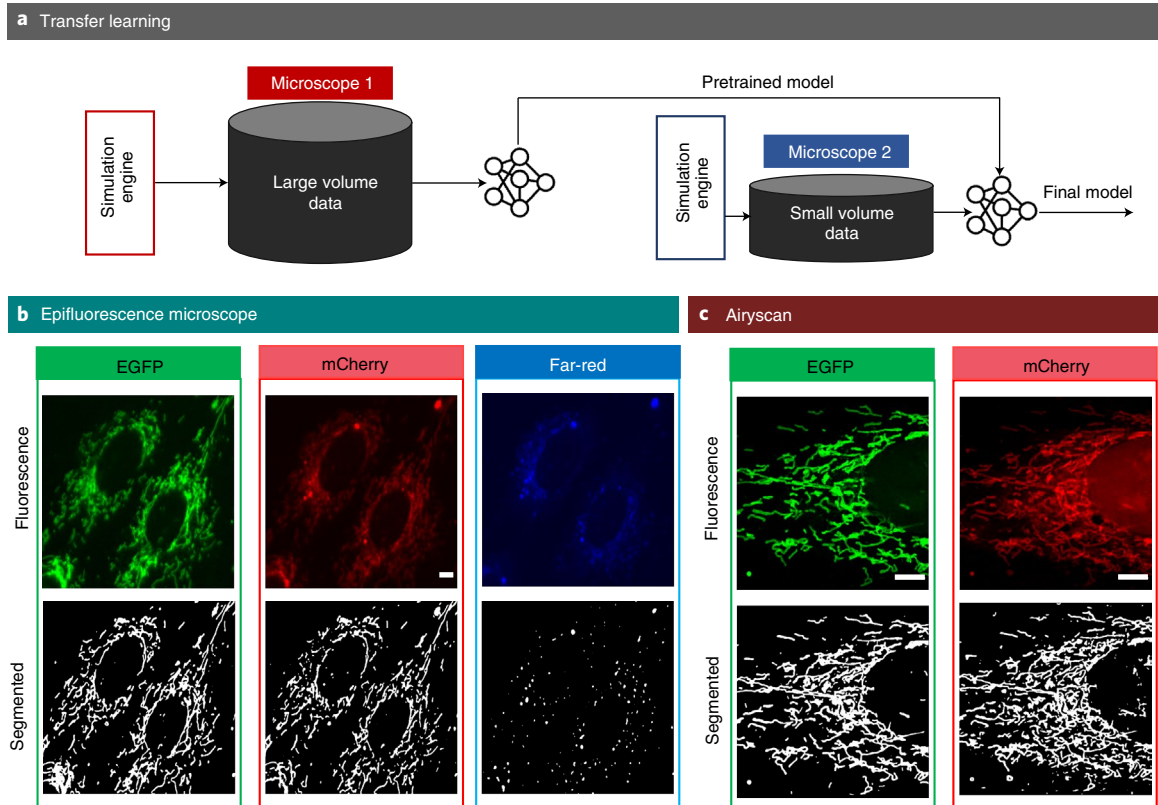 a Transfer learning
Microscope 1
Simulation
engine
Large volume
data
Pretrained model
Simulation
engine
Microscope 2
Small volume
data
Final model
b Epifluorescence microscope
EGFP
mCherry
Far-red
Fluorescence
Segmented
c Airyscan
EGFP
mCherry
Fluorescence
Segmented